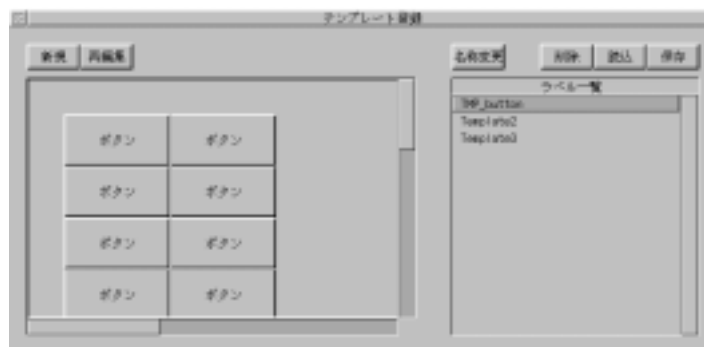 テンプレート登録
新規 再編集
名称変更 削除 読込 保存
ラベル一覧
TMP_button
Template2
Template3
ボタン ボタン
ボタン ボタン
ボタン ボタン
ボタン ボタン